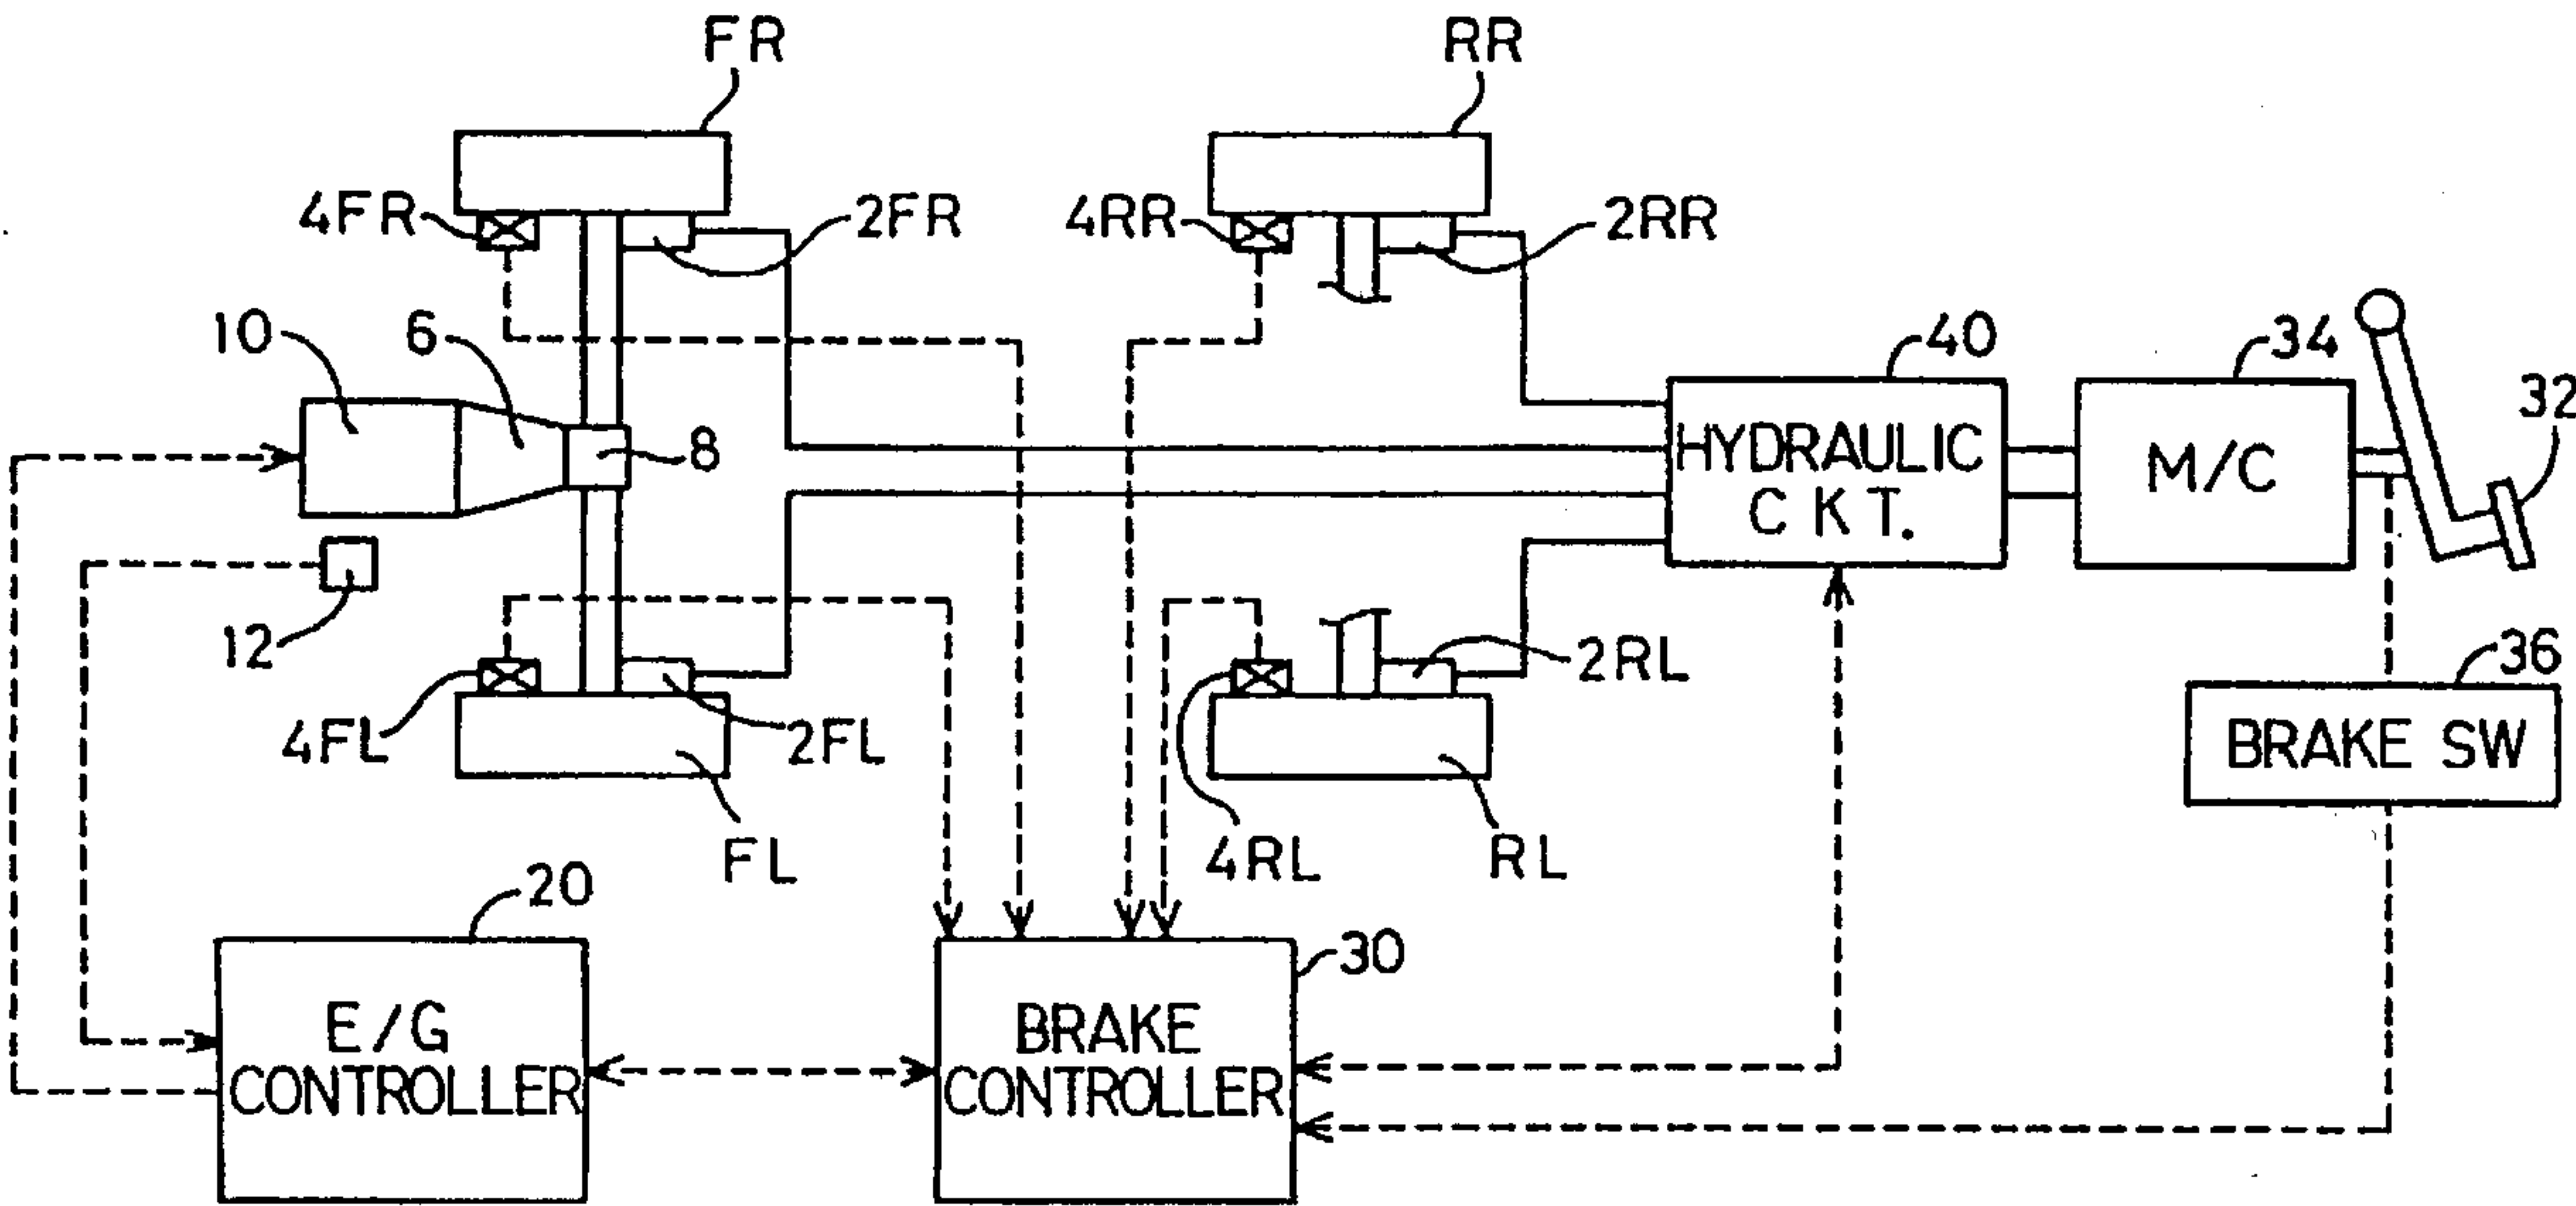 FR
RR
4FR
2FR
4RR
2RR
10
6
40
34
32
8
HYDRAULIC
CKT.
M/C
12
2RL
36
4FL
2FL
BRAKE SW
FL
4RL
RL
20
30
E/G
CONTROLLER
BRAKE
CONTROLLER